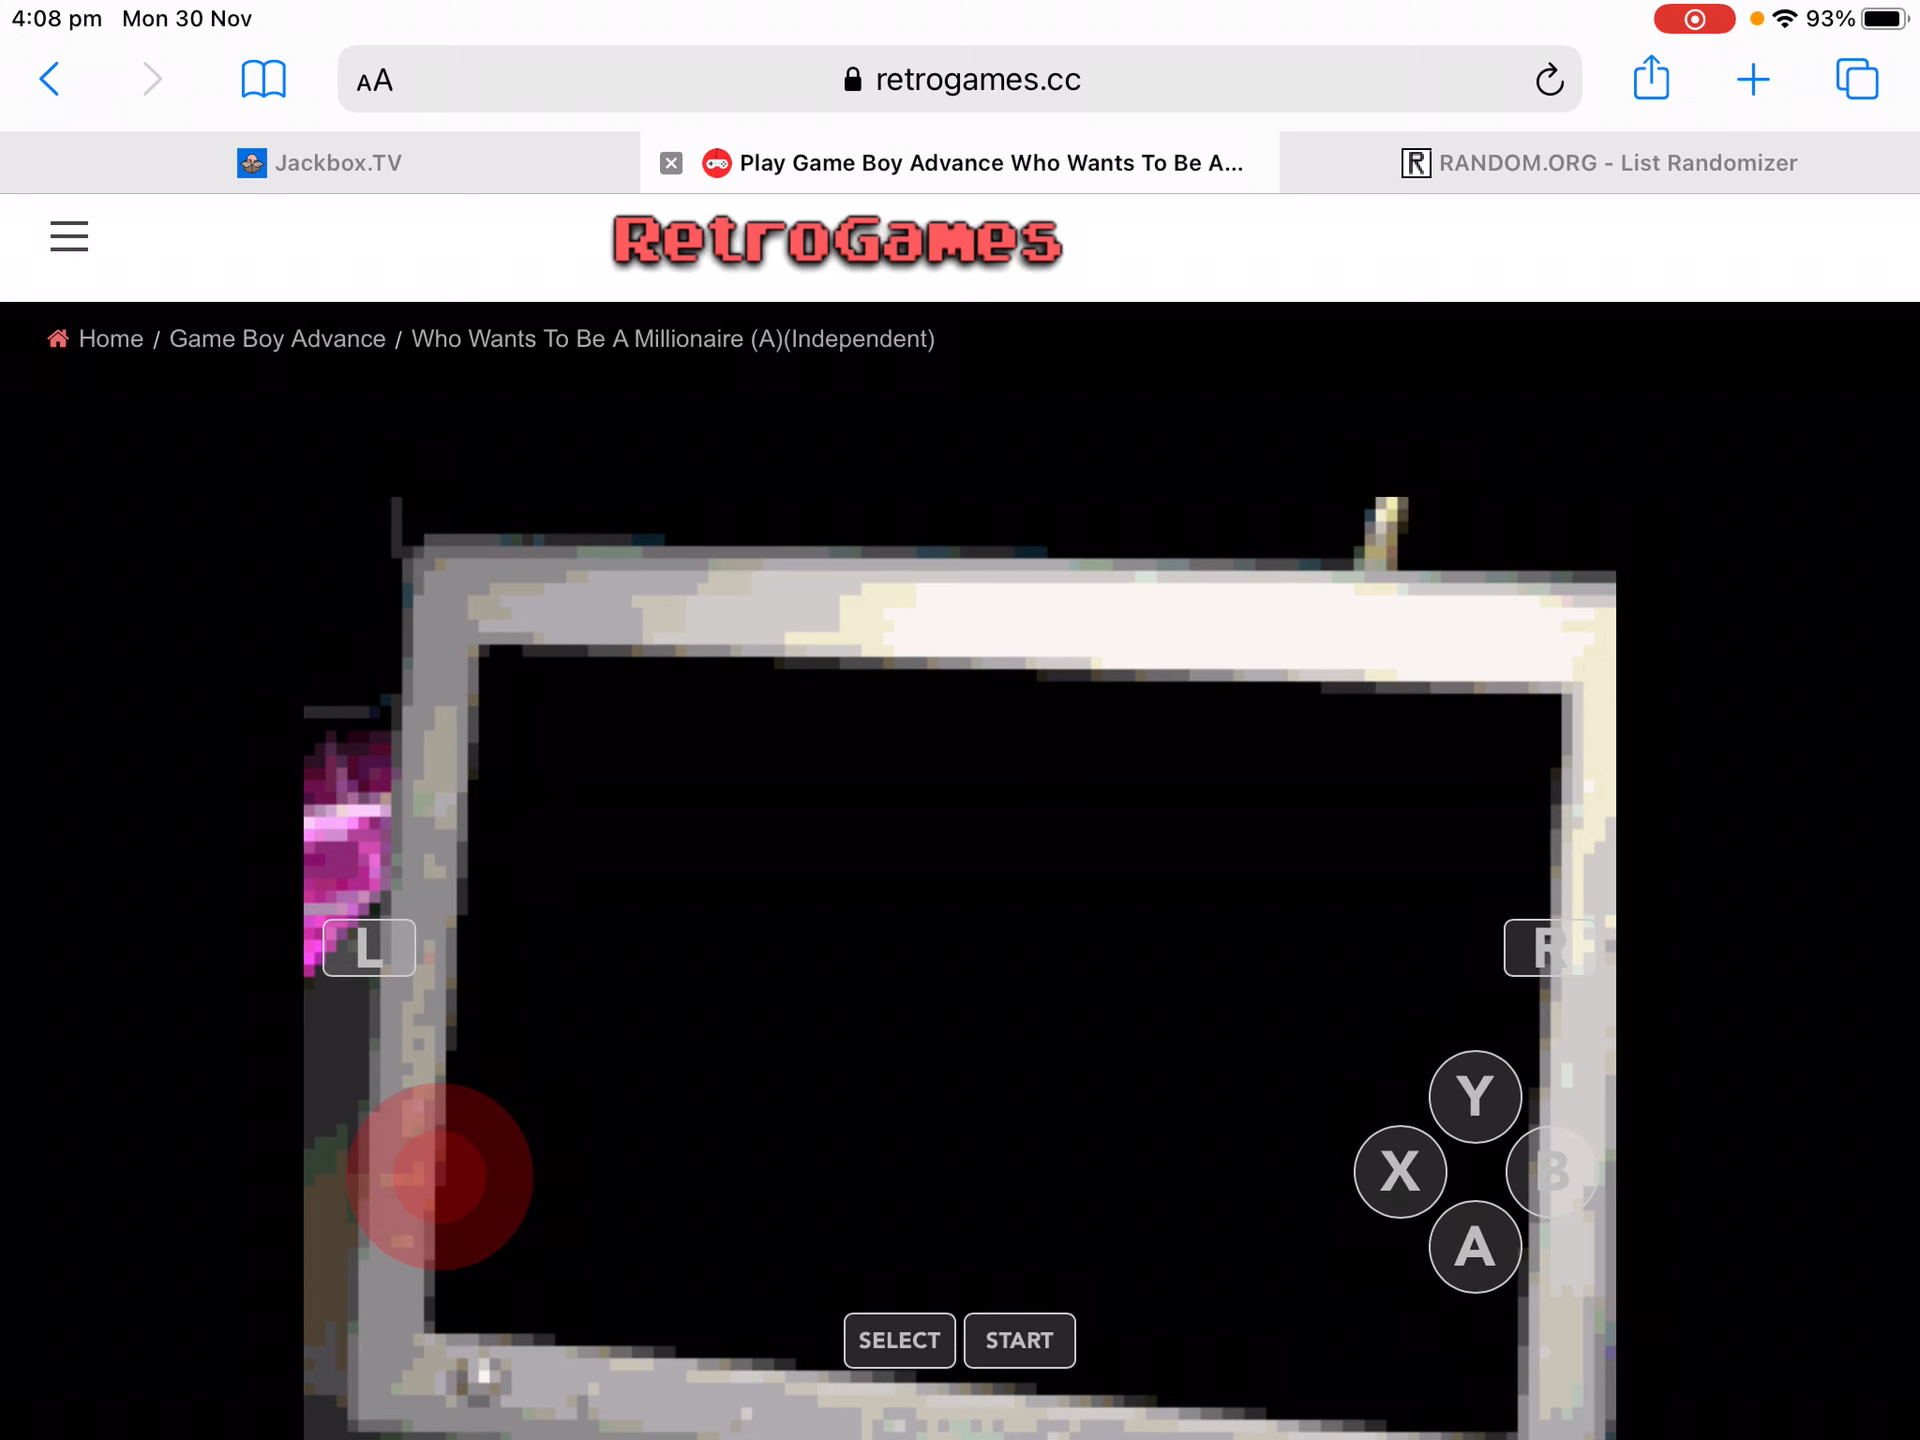 4:08 pm Mon 30 Nov 93%
AA retrogames.cc
Jackbox.TV
Play Game Boy Advance Who Wants To Be A...
RANDOM.ORG - List Randomizer
RetroGames
Home / Game Boy Advance / Who Wants To Be A Millionaire (A)(Independent)
L
R
Y
X
B
A
SELECT
START